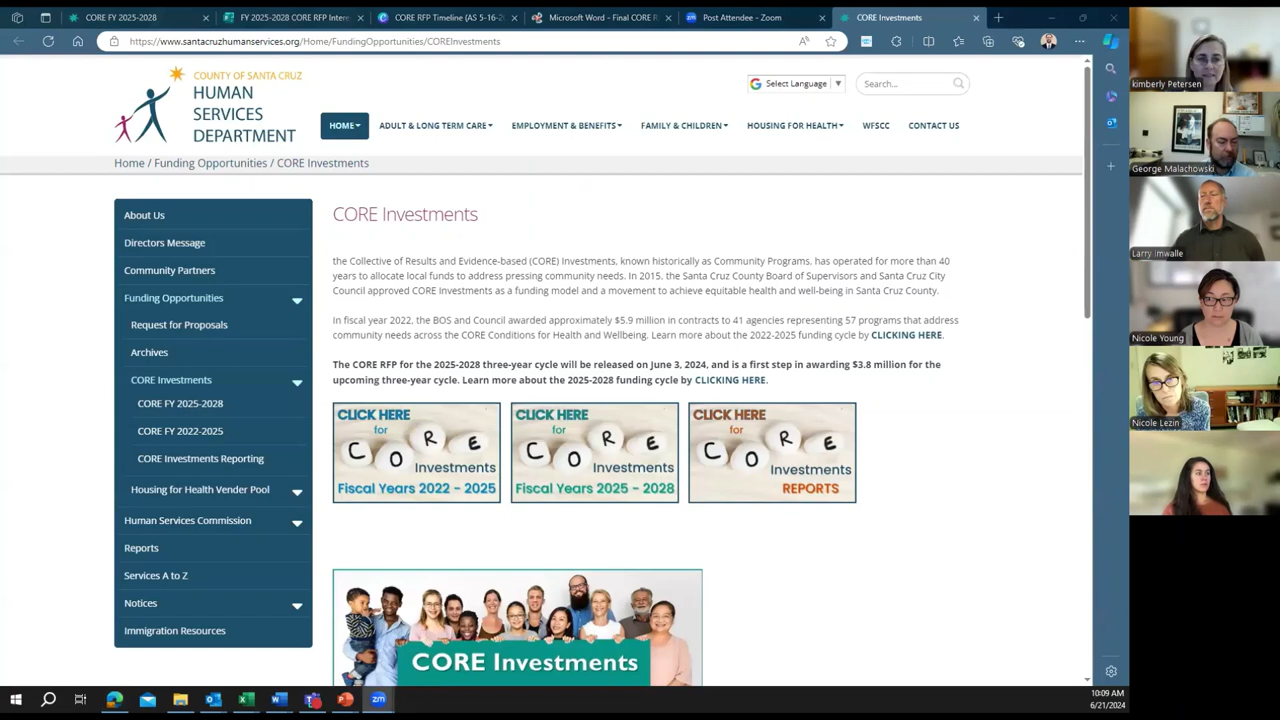 CORE FY 2025-2028
FY 2025-2028 CORE RFP Intere
CORE RFP Timeline (AS 5-16-2
Microsoft Word - Final CORE R
Post Attendee - Zoom
CORE Investments
https://www.santacruzhumanservices.org/Home/FundingOpportunities/COREInvestments
COUNTY OF SANTA CRUZ
HUMAN
SERVICES
DEPARTMENT
Select Language
Search...
HOME
ADULT & LONG TERM CARE
EMPLOYMENT & BENEFITS
FAMILY & CHILDREN
HOUSING FOR HEALTH
WFSCC
CONTACT US
Home / Funding Opportunities / CORE Investments
About Us
Directors Message
Community Partners
Funding Opportunities
Request for Proposals
Archives
CORE Investments
CORE FY 2025-2028
CORE FY 2022-2025
CORE Investments Reporting
Housing for Health Vender Pool
Human Services Commission
Reports
Services A to Z
Notices
Immigration Resources
CORE Investments
the Collective of Results and Evidence-based (CORE) Investments, known historically as Community Programs, has operated for more than 40
years to allocate local funds to address pressing community needs. In 2015, the Santa Cruz County Board of Supervisors and Santa Cruz City
Council approved CORE Investments as a funding model and a movement to achieve equitable health and well-being in Santa Cruz County.
In fiscal year 2022, the BOS and Council awarded approximately $5.9 million in contracts to 41 agencies representing 57 programs that address
community needs across the CORE Conditions for Health and Wellbeing. Learn more about the 2022-2025 funding cycle by CLICKING HERE.
The CORE RFP for the 2025-2028 three-year cycle will be released on June 3, 2024, and is a first step in awarding $3.8 million for the
upcoming three-year cycle. Learn more about the 2025-2028 funding cycle by CLICKING HERE.
CLICK HERE
for
CORE
Investments
Fiscal Years 2022 - 2025
CLICK HERE
for
CORE
Investments
Fiscal Years 2025 - 2028
CLICK HERE
for
CORE
Investments
REPORTS
CORE Investments
kimberly Petersen
George Malachowski
Larry Imwalle
Nicole Young
Nicole Lezin
10:09 AM
6/21/2024